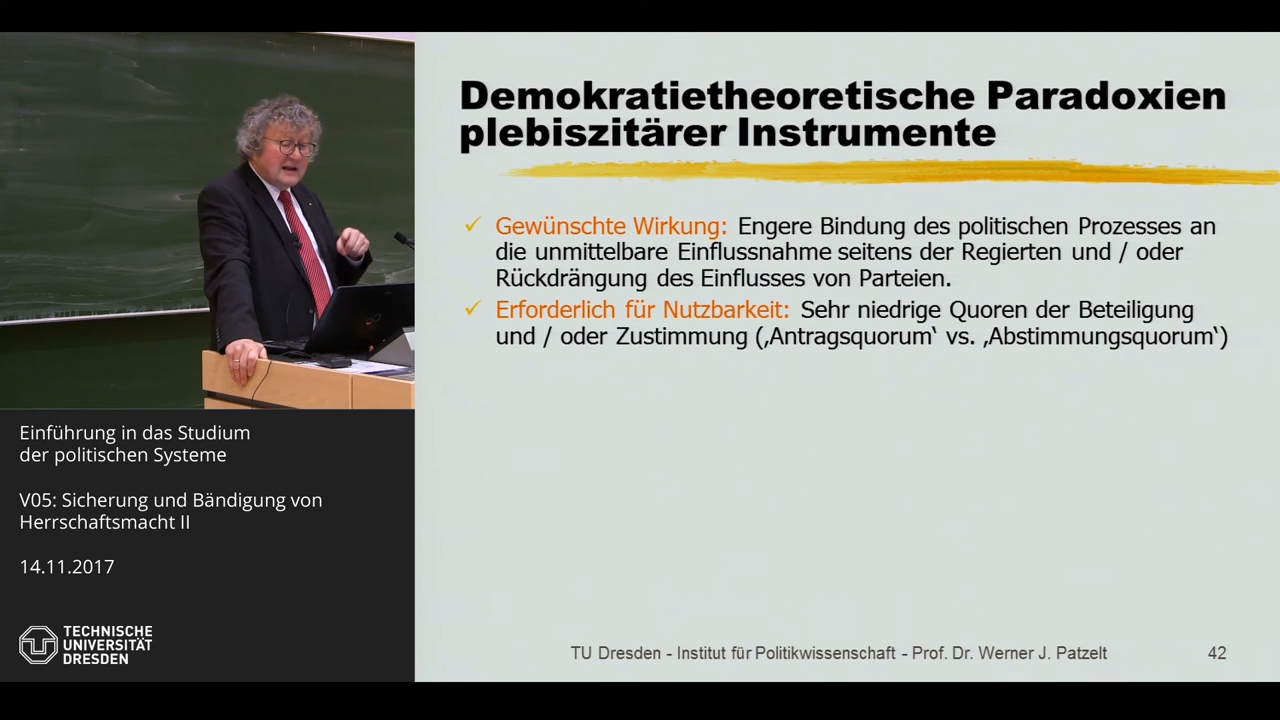 Demokratietheoretische Paradoxien
plebiszitärer Instrumente
✓ Gewünschte Wirkung: Engere Bindung des politischen Prozesses an
die unmittelbare Einflussnahme seitens der Regierten und / oder
Rückdrängung des Einflusses von Parteien.
✓ Erforderlich für Nutzbarkeit: Sehr niedrige Quoren der Beteiligung
und / oder Zustimmung (‚Antragsquorum‘ vs. ‚Abstimmungsquorum‘)
TU Dresden - Institut für Politikwissenschaft - Prof. Dr. Werner J. Patzelt 42
Einführung in das Studium
der politischen Systeme
V05: Sicherung und Bändigung von
Herrschaftsmacht II
14.11.2017
TECHNISCHE
UNIVERSITÄT
DRESDEN